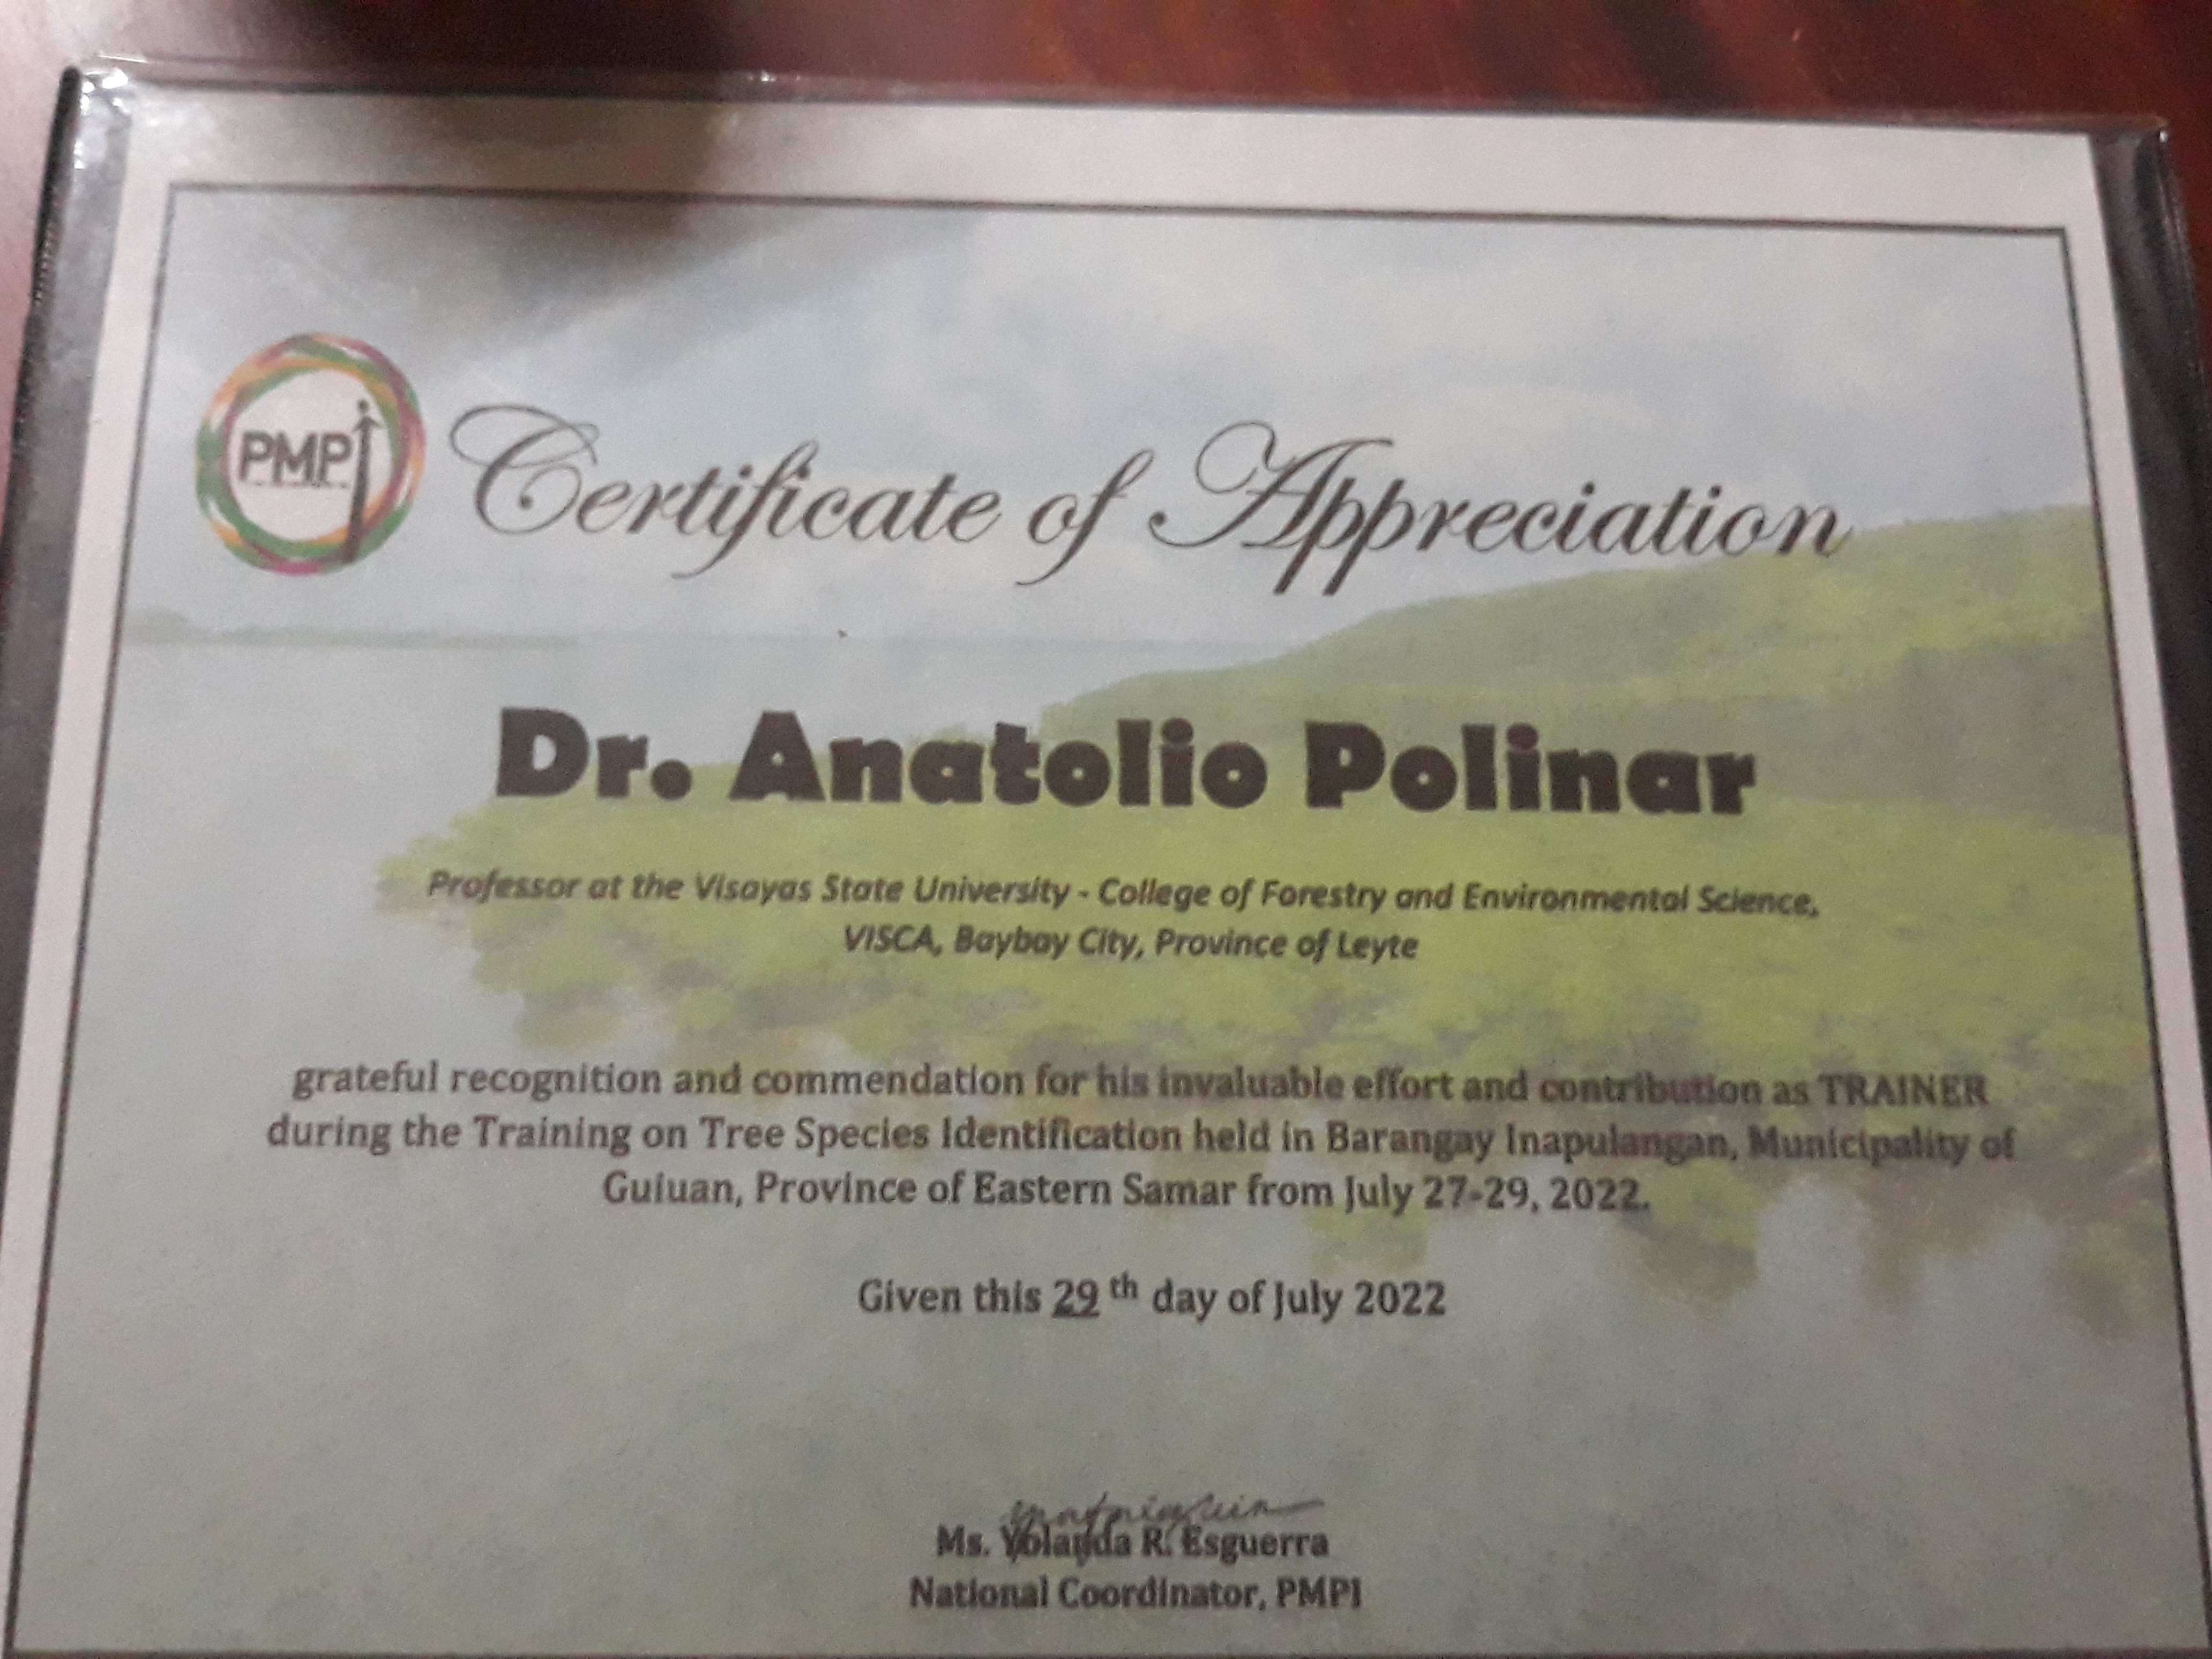 PMPI
Certificate of Appreciation
Dr. Anatolio Polinar
Professor at the Visayas State University - College of Forestry and Environmental Science,
VISCA, Baybay City, Province of Leyte
grateful recognition and commendation for his invaluable effort and contribution as TRAINER
during the Training on Tree Species Identification held in Barangay Inapulangan, Municipality of
Guiuan, Province of Eastern Samar from July 27-29, 2022.
Given this 29 th day of July 2022
Ms. Yolanda R. Esguerra
National Coordinator, PMPI